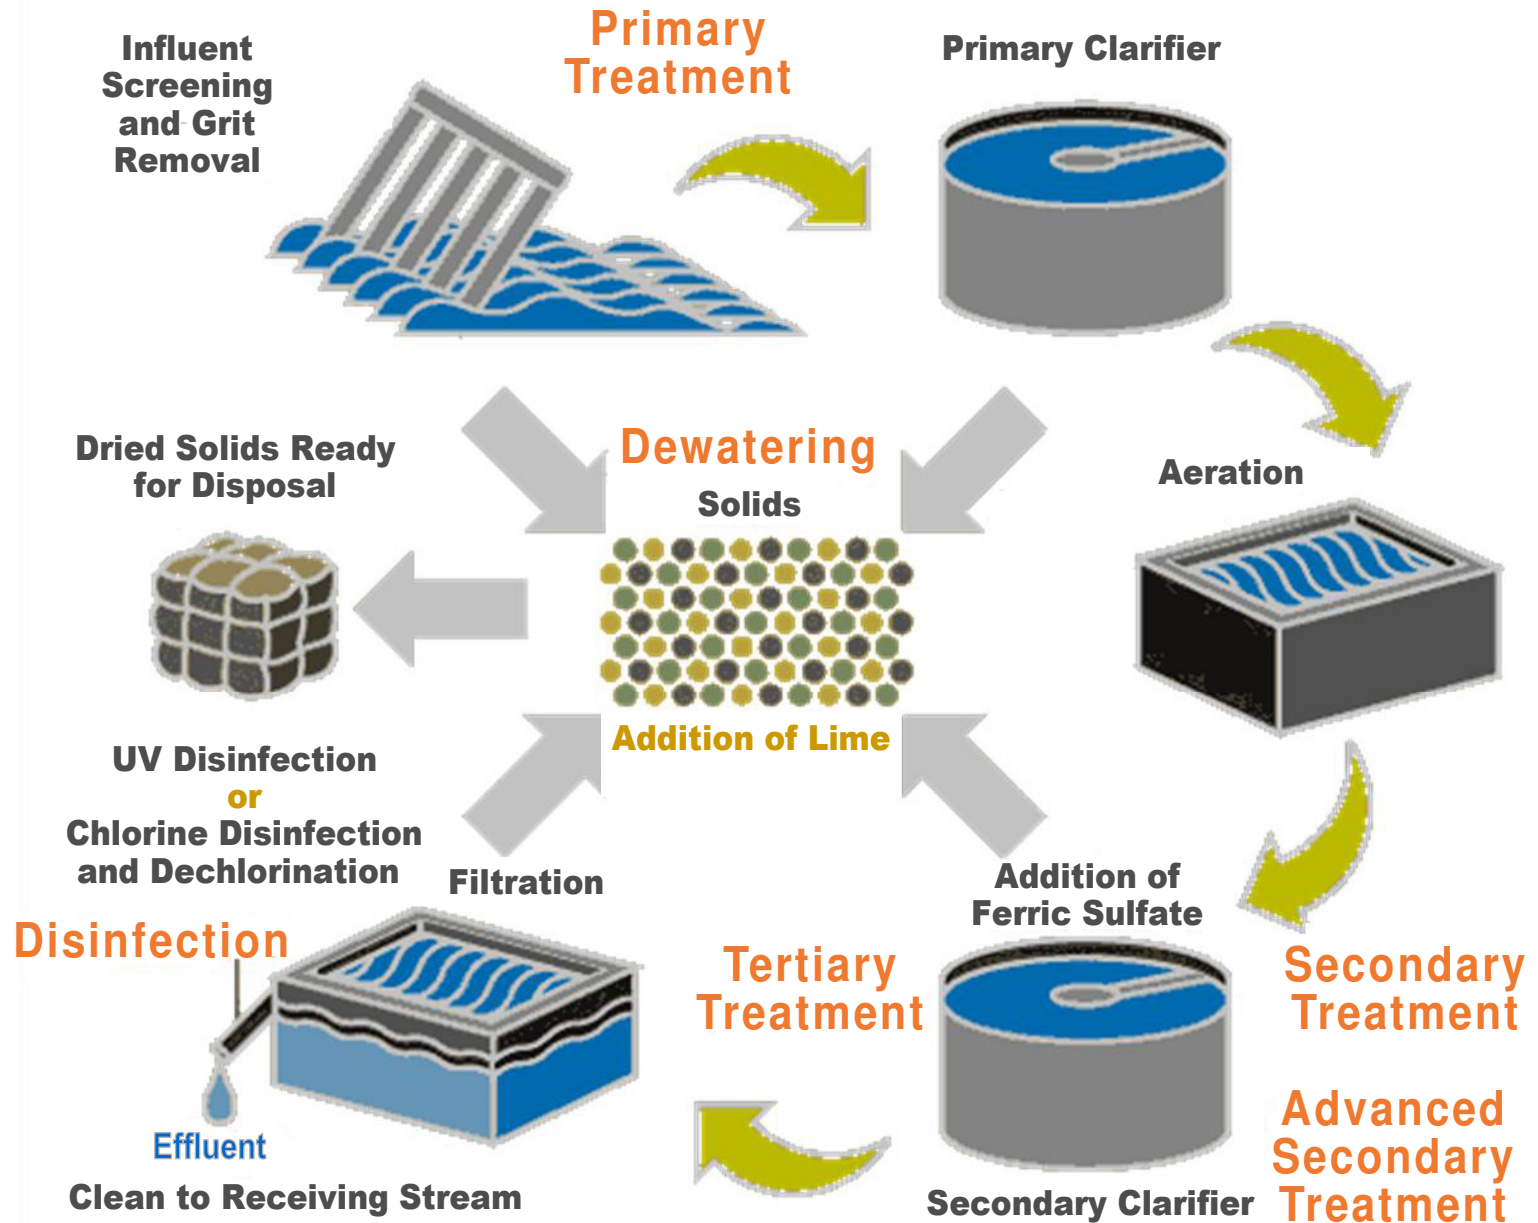 Primary
Treatment
Influent
Screening
and Grit
Removal
Primary Clarifier
Dewatering
Solids
Dried Solids Ready
for Disposal
Aeration
Addition of Lime
UV Disinfection
or
Chlorine Disinfection
and Dechlorination
Filtration
Addition of
Ferric Sulfate
Disinfection
Tertiary
Treatment
Secondary
Treatment
Advanced
Secondary
Treatment
Effluent
Clean to Receiving Stream
Secondary Clarifier